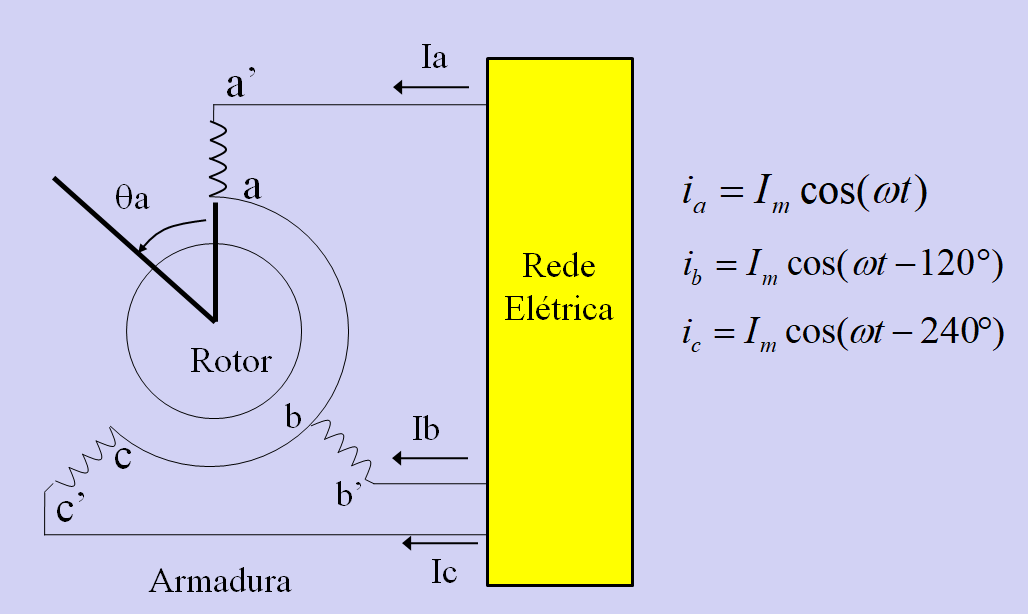 Ia
a’
a
θa
Rede
Elétrica
Rotor
b
Ib
c
b’
c’
Ic
Armadura
i_a = I_m cos(ωt)
i_b = I_m cos(ωt − 120°)
i_c = I_m cos(ωt − 240°)